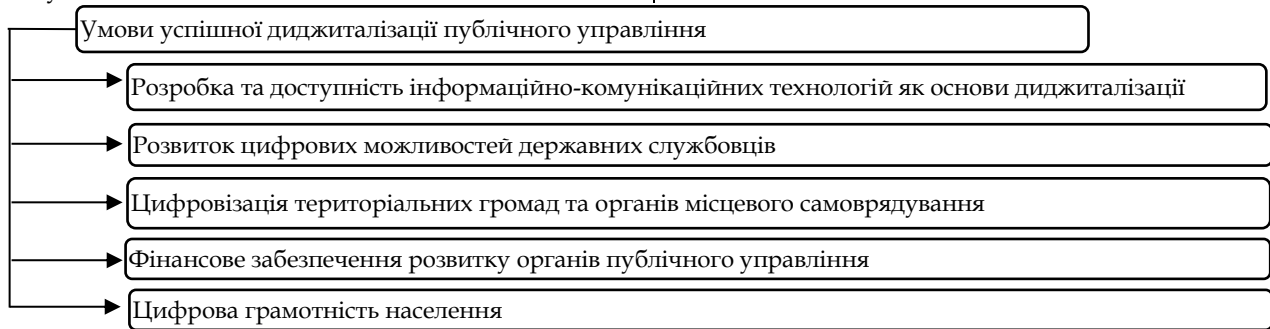 Умови успішної диджиталізації публічного управління
Розробка та доступність інформаційно-комунікаційних технологій як основи диджиталізації
Розвиток цифрових можливостей державних службовців
Цифровізація територіальних громад та органів місцевого самоврядування
Фінансове забезпечення розвитку органів публічного управління
Цифрова грамотність населення